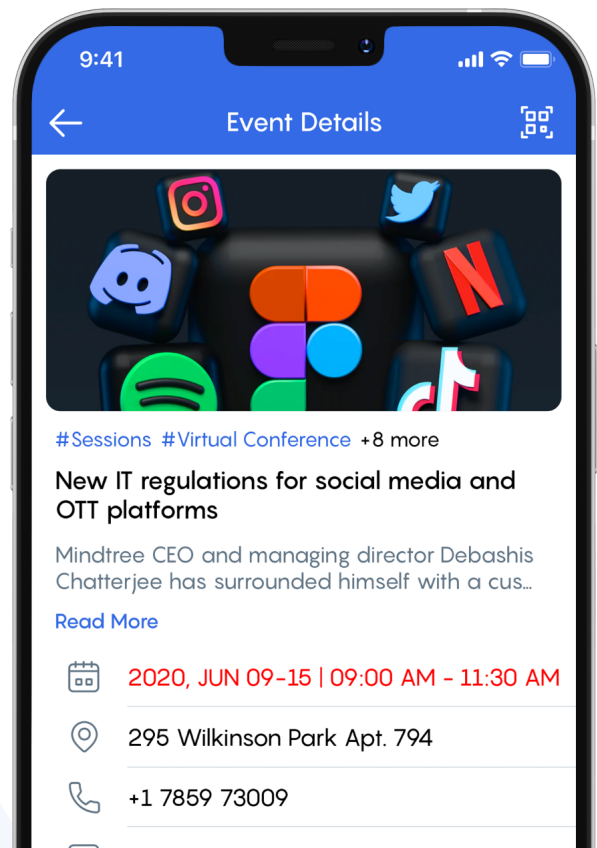 9:41
Event Details
#Sessions #Virtual Conference +8 more
New IT regulations for social media and
OTT platforms
Mindtree CEO and managing director Debashis
Chatterjee has surrounded himself with a cus...
Read More
2020, JUN 09-15 | 09:00 AM - 11:30 AM
295 Wilkinson Park Apt. 794
+1 7859 73009